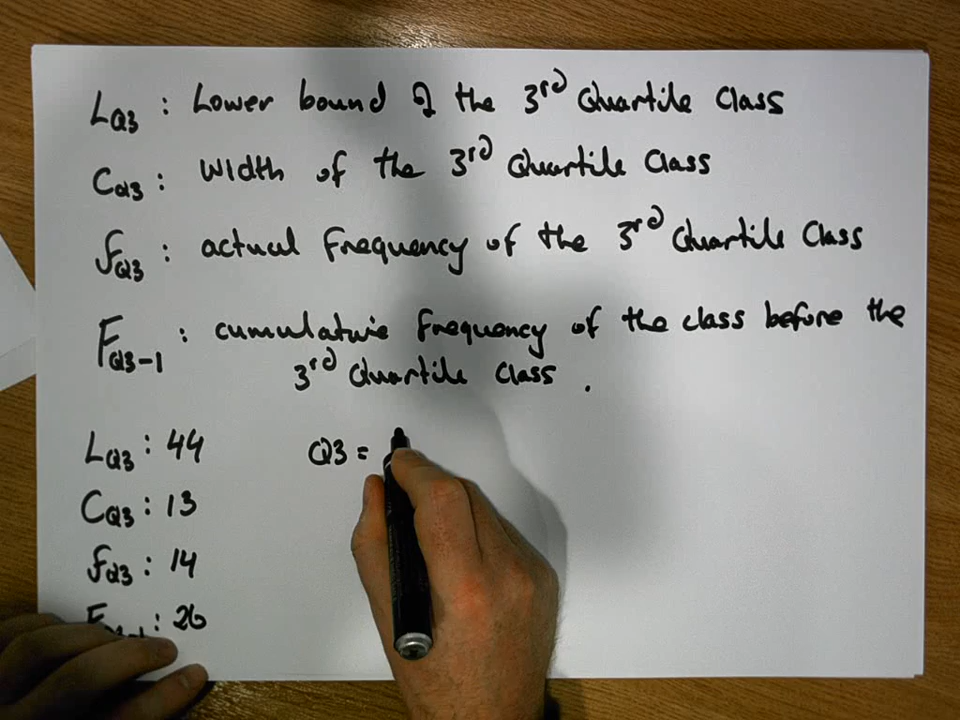 LQ3 : Lower bound of the 3rd Quartile Class
CQ3 : width of the 3rd Quartile Class
fQ3 : actual frequency of the 3rd Quartile Class
FQ3-1 : cumulative frequency of the class before the
3rd Quartile Class .
LQ3 : 44
Q3 =
CQ3 : 13
fQ3 : 14
: 26